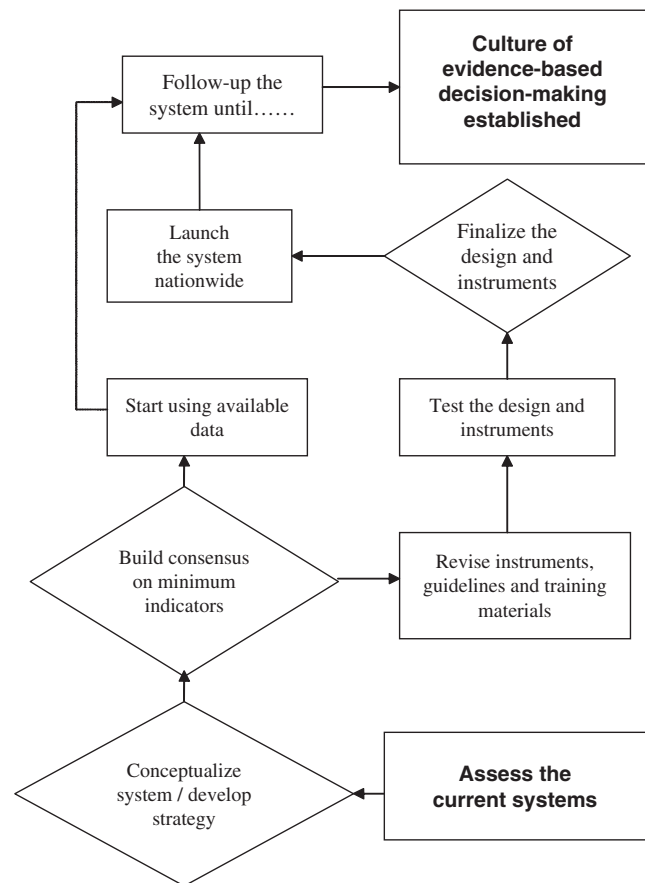 Culture of
evidence-based
decision-making
established
Follow-up the
system until……
Launch
the system
nationwide
Finalize the
design and
instruments
Start using available
data
Test the design and
instruments
Build consensus
on minimum
indicators
Revise instruments,
guidelines and training
materials
Conceptualize
system / develop
strategy
Assess the
current systems